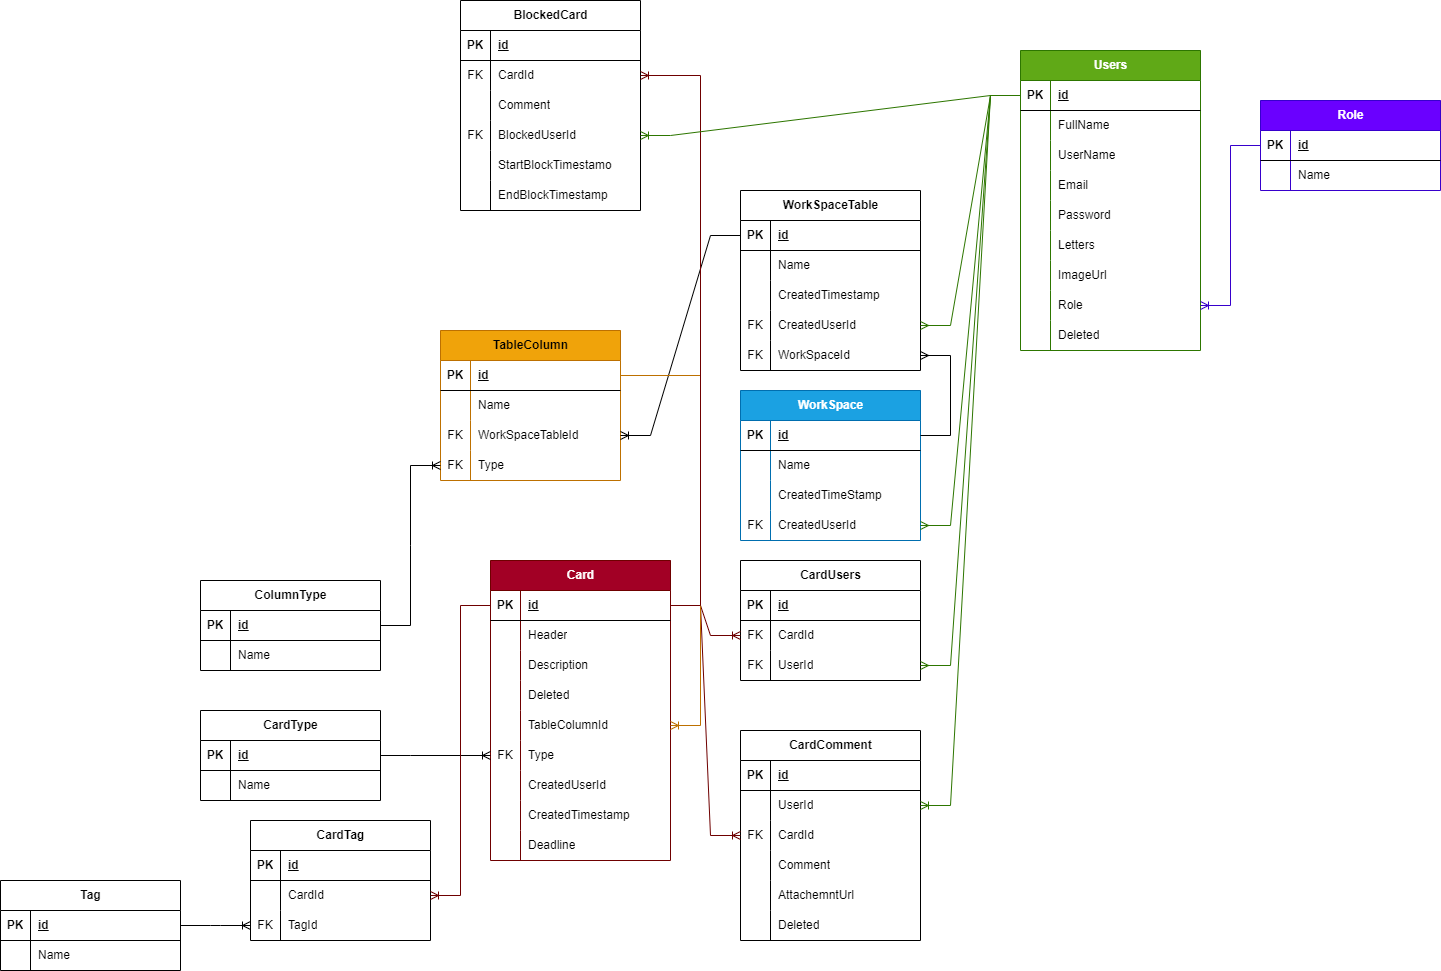 BlockedCard
PK id
FK CardId
Comment
FK BlockedUserId
StartBlockTimestamo
EndBlockTimestamp
Users
PK id
FullName
UserName
Email
Password
Letters
ImageUrl
Role
Deleted
Role
PK id
Name
WorkSpaceTable
PK id
Name
CreatedTimestamp
FK CreatedUserId
FK WorkSpaceId
TableColumn
PK id
Name
FK WorkSpaceTableId
FK Type
WorkSpace
PK id
Name
CreatedTimeStamp
FK CreatedUserId
ColumnType
PK id
Name
Card
PK id
Header
Description
Deleted
TableColumnId
FK Type
CreatedUserId
CreatedTimestamp
Deadline
CardUsers
PK id
FK CardId
FK UserId
CardType
PK id
Name
CardComment
PK id
UserId
FK CardId
Comment
AttachemntUrl
Deleted
CardTag
PK id
CardId
FK TagId
Tag
PK id
Name